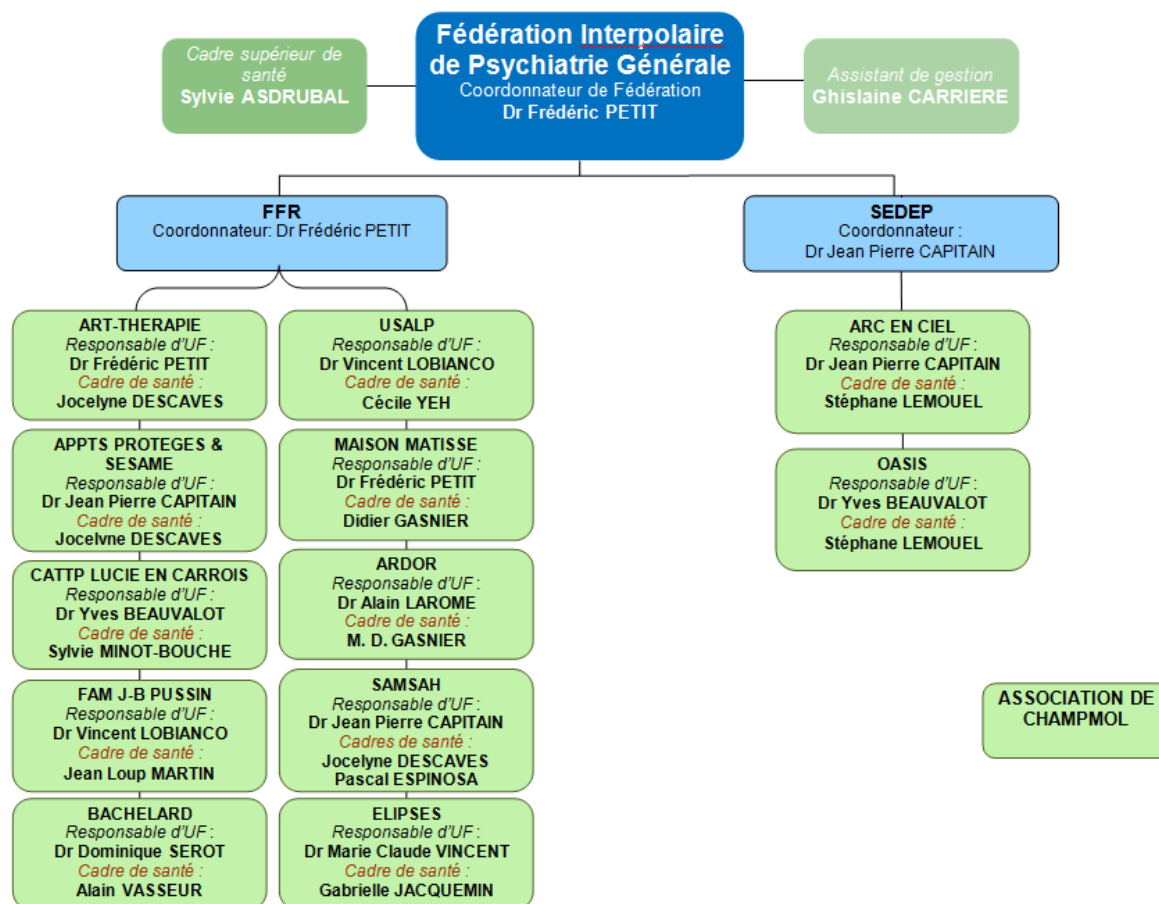 Fédération Interpolaire
de Psychiatrie Générale
Coordonnateur de Fédération
Dr Frédéric PETIT
Cadre supérieur de
santé
Sylvie ASDRUBAL
Assistant de gestion
Ghislaine CARRIERE
FFR
Coordonnateur: Dr Frédéric PETIT
SEDEP
Coordonnateur :
Dr Jean Pierre CAPITAIN
ART-THERAPIE
Responsable d'UF :
Dr Frédéric PETIT
Cadre de santé :
Jocelyne DESCAVES
APPTS PROTEGES &
SESAME
Responsable d'UF :
Dr Jean Pierre CAPITAIN
Cadre de santé :
Jocelyne DESCAVES
CATTP LUCIE EN CARROIS
Responsable d'UF :
Dr Yves BEAUVALOT
Cadre de santé :
Sylvie MINOT-BOUCHE
FAM J-B PUSSIN
Responsable d'UF :
Dr Vincent LOBIANCO
Cadre de santé :
Jean Loup MARTIN
BACHELARD
Responsable d'UF :
Dr Dominique SEROT
Cadre de santé :
Alain VASSEUR
USALP
Responsable d'UF :
Dr Vincent LOBIANCO
Cadre de santé :
Cécile YEH
MAISON MATISSE
Responsable d'UF :
Dr Frédéric PETIT
Cadre de santé :
Didier GASNIER
ARDOR
Responsable d'UF :
Dr Alain LAROME
Cadre de santé :
M. D. GASNIER
SAMSAH
Responsable d'UF :
Dr Jean Pierre CAPITAIN
Cadres de santé :
Jocelyne DESCAVES
Pascal ESPINOSA
ELIPSES
Responsable d'UF :
Dr Marie Claude VINCENT
Cadre de santé :
Gabrielle JACQUEMIN
ARC EN CIEL
Responsable d'UF :
Dr Jean Pierre CAPITAIN
Cadre de santé :
Stéphane LEMOUEL
OASIS
Responsable d'UF :
Dr Yves BEAUVALOT
Cadre de santé :
Stéphane LEMOUEL
ASSOCIATION DE
CHAMPMOL